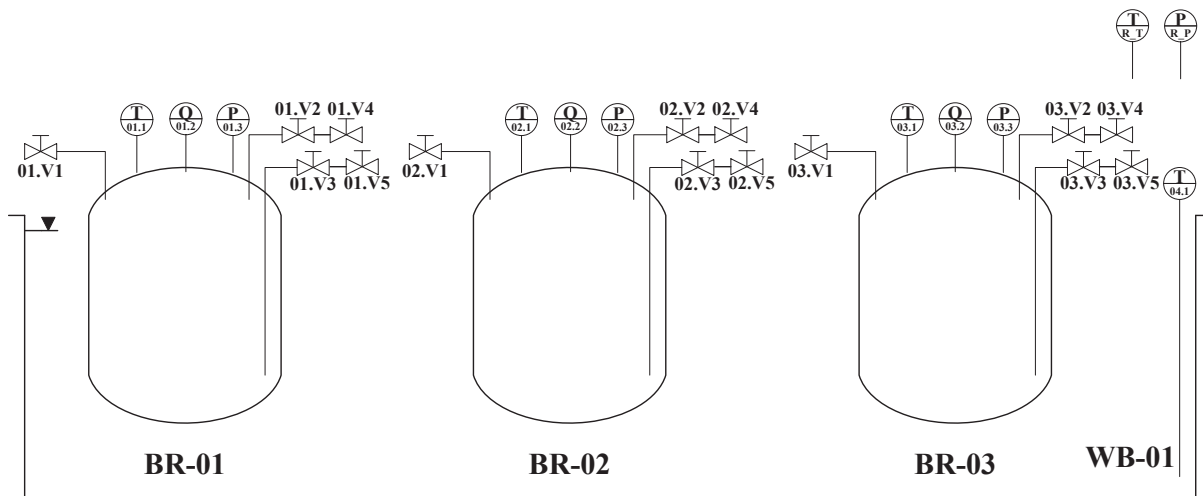 T
R_T
P
R_P
T
01.1
Q
01.2
P
01.3
01.V2
01.V4
01.V1
01.V3
01.V5
T
02.1
Q
02.2
P
02.3
02.V2
02.V4
02.V1
02.V3
02.V5
T
03.1
Q
03.2
P
03.3
03.V2
03.V4
03.V1
03.V3
03.V5
T
04.1
BR-01
BR-02
BR-03
WB-01